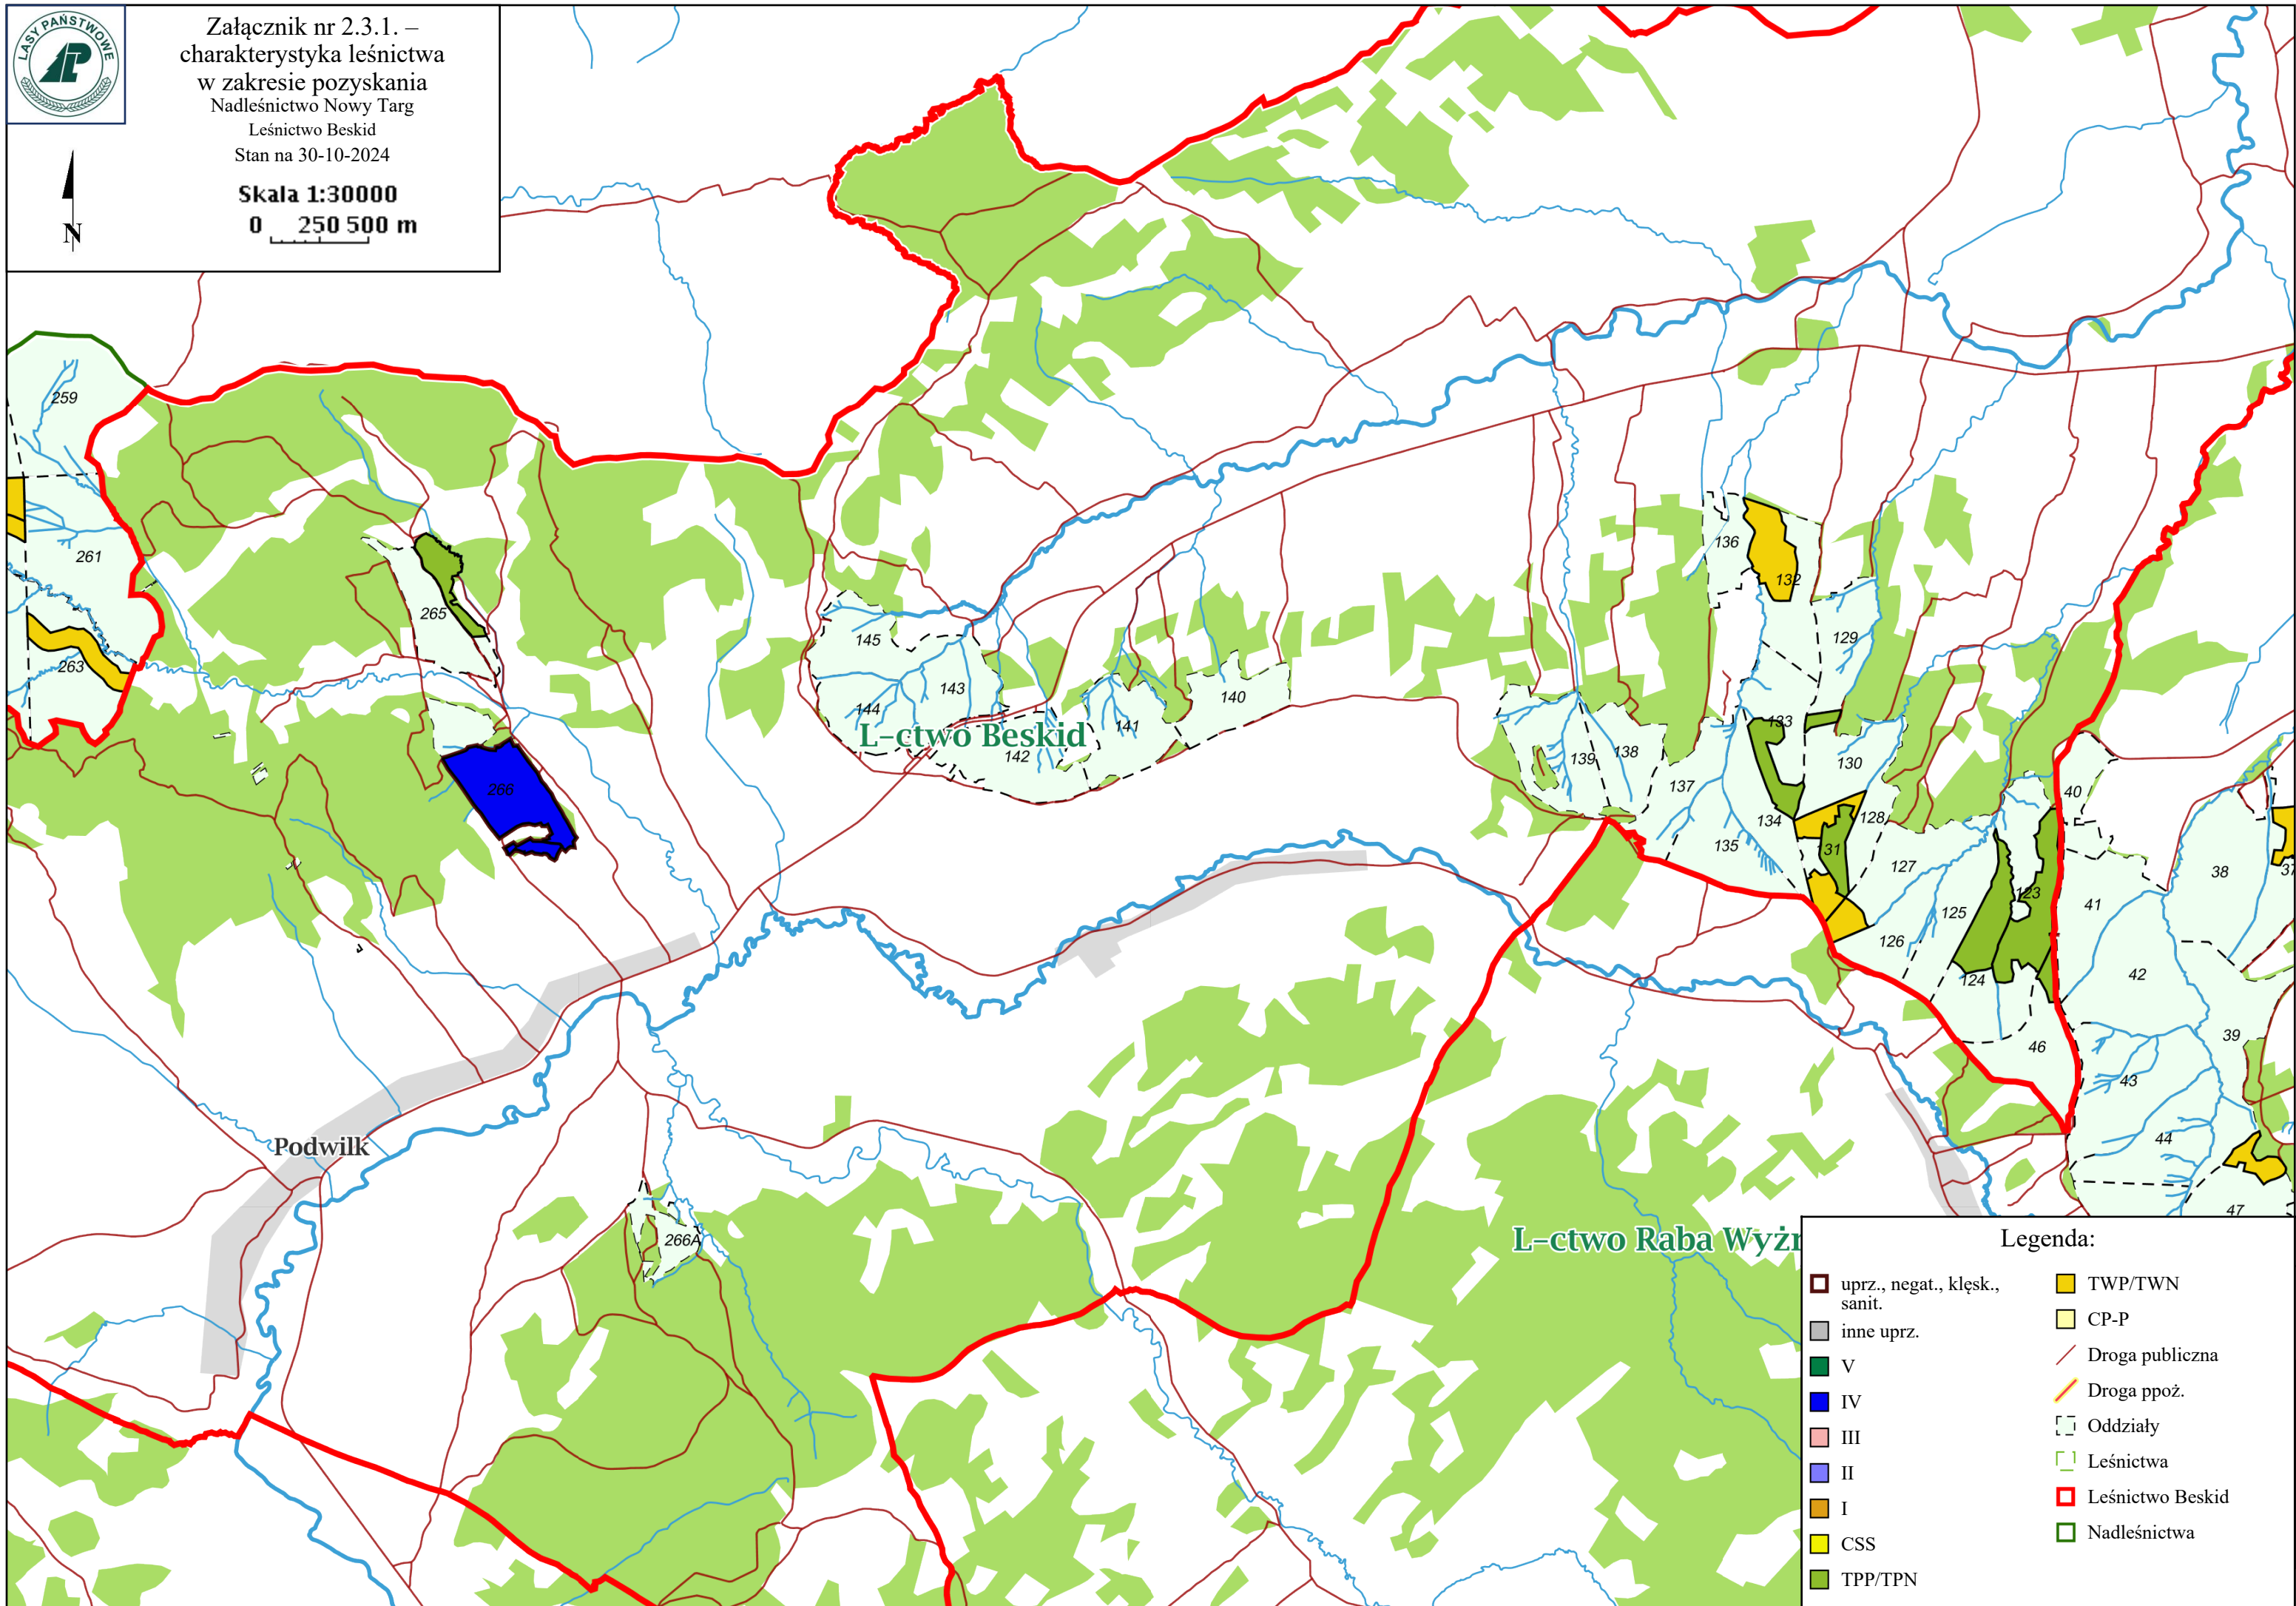 LASY PAŃSTWOWE
Załącznik nr 2.3.1. –
charakterystyka leśnictwa
w zakresie pozyskania
Nadleśnictwo Nowy Targ
Leśnictwo Beskid
Stan na 30-10-2024
Skala 1:30000
0 250 500 m
N
259
261
263
265
266
136
132
129
145
143
144
L-ctwo Beskid
142
141
140
139
138
137
133
130
134
128
131
135
127
126
125
123
124
46
40
38
37
41
42
39
43
44
47
Podwilk
266A
L-ctwo Raba Wyżn
Legenda:
uprz., negat., klęsk.,
sanit.
inne uprz.
V
IV
III
II
I
CSS
TPP/TPN
TWP/TWN
CP-P
Droga publiczna
Droga ppoż.
Oddziały
Leśnictwa
Leśnictwo Beskid
Nadleśnictwa